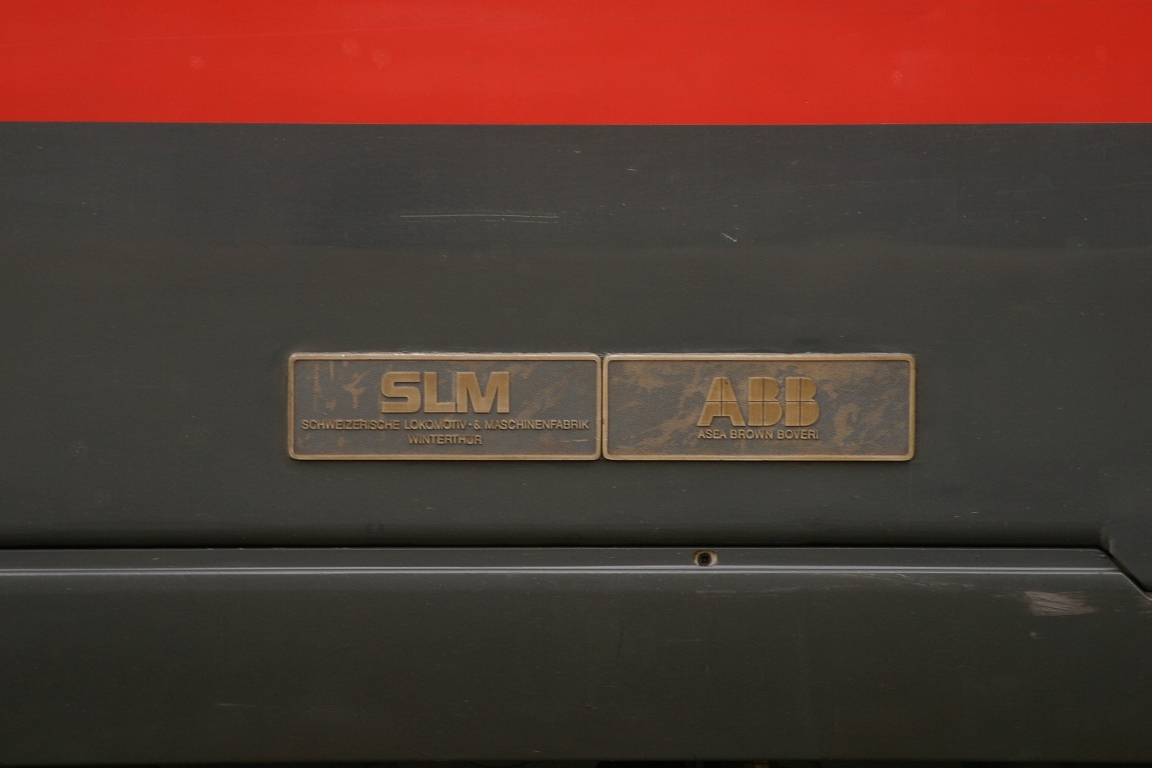 SLM
SCHWEIZERISCHE LOKOMOTIV- & MASCHINENFABRIK
WINTERTHUR
ABB
ASEA BROWN BOVERI